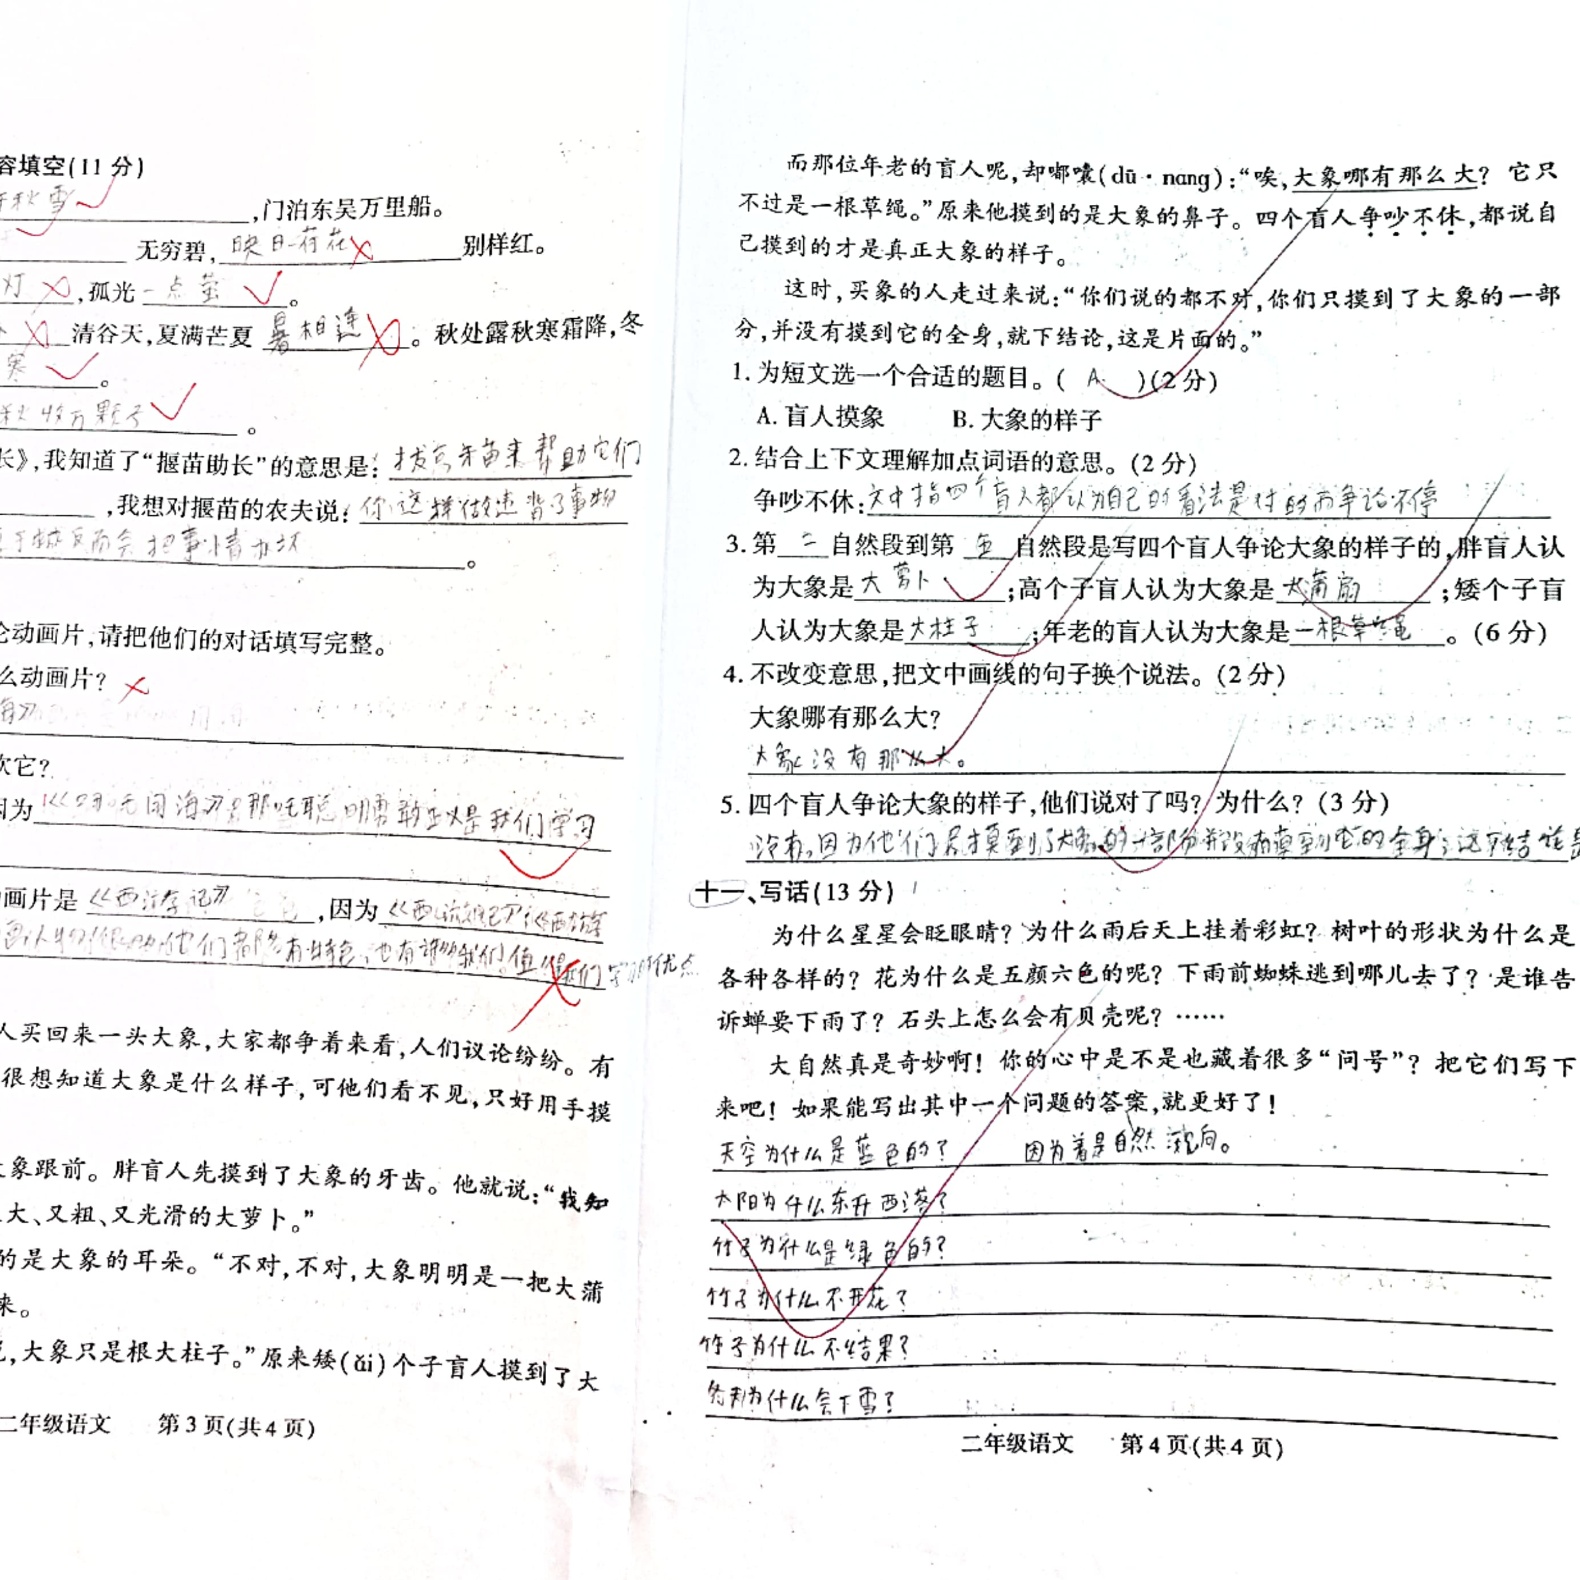 容填空(11 分)
秋雪,门泊东吴万里船。
无穷碧,映日荷花别样红。
灯,孤光一点萤。
清谷天,夏满芒夏暑相连。秋处露秋寒霜降,冬
寒。
秋收万颗子。
长》,我知道了“揠苗助长”的意思是:拔高禾苗来帮助它们
,我想对揠苗的农夫说:你这样做违背了事物
反而会把事情办坏。
论动画片,请把他们的对话填写完整。
么动画片?
欢它?
因为闹海》是那吒聪明勇敢正义是我们学习
画片是《西游记》,因为
他们都有特色,也有我们值得我们学习的优点
人买回来一头大象,大家都争着来看,人们议论纷纷。有
很想知道大象是什么样子,可他们看不见,只好用手摸
大象跟前。胖盲人先摸到了大象的牙齿。他就说:“我知
大、又粗、又光滑的大萝卜。”
的是大象的耳朵。“不对,不对,大象明明是一把大蒲
来。
,大象只是根大柱子。”原来矮(ǎi)个子盲人摸到了大
二年级语文 第 3 页(共 4 页)
而那位年老的盲人呢,却嘟囔(dū·nang):“唉,大象哪有那么大?它只
不过是一根草绳。”原来他摸到的是大象的鼻子。四个盲人争吵不休,都说自
己摸到的才是真正大象的样子。
这时,买象的人走过来说:“你们说的都不对,你们只摸到了大象的一部
分,并没有摸到它的全身,就下结论,这是片面的。”
1. 为短文选一个合适的题目。( A )(2 分)
A. 盲人摸象 B. 大象的样子
2. 结合上下文理解加点词语的意思。(2 分)
争吵不休:文中指四个盲人都认为自己的看法是对的而争论不停
3. 第二自然段到第五自然段是写四个盲人争论大象的样子的,胖盲人认
为大象是大萝卜;高个子盲人认为大象是大蒲扇;矮个子盲
人认为大象是大柱子;年老的盲人认为大象是一根草绳。(6 分)
4. 不改变意思,把文中画线的句子换个说法。(2 分)
大象哪有那么大?
大象没有那么大。
5. 四个盲人争论大象的样子,他们说对了吗?为什么?(3 分)
没有。因为他们只摸到了大象的一部分并没有摸到它的全身,这下结论是
十一、写话(13 分)
为什么星星会眨眼睛?为什么雨后天上挂着彩虹?树叶的形状为什么是
各种各样的?花为什么是五颜六色的呢?下雨前蜘蛛逃到哪儿去了?是谁告
诉蝉要下雨了?石头上怎么会有贝壳呢?……
大自然真是奇妙啊!你的心中是不是也藏着很多“问号”?把它们写下
来吧!如果能写出其中一个问题的答案,就更好了!
天空为什么是蓝色的? 因为着是自然
太阳为什么东升西落?
竹子为什么是绿色的?
竹子为什么不开花?
竹子为什么不结果?
冬天为什么会下雪?
二年级语文 第 4 页(共 4 页)